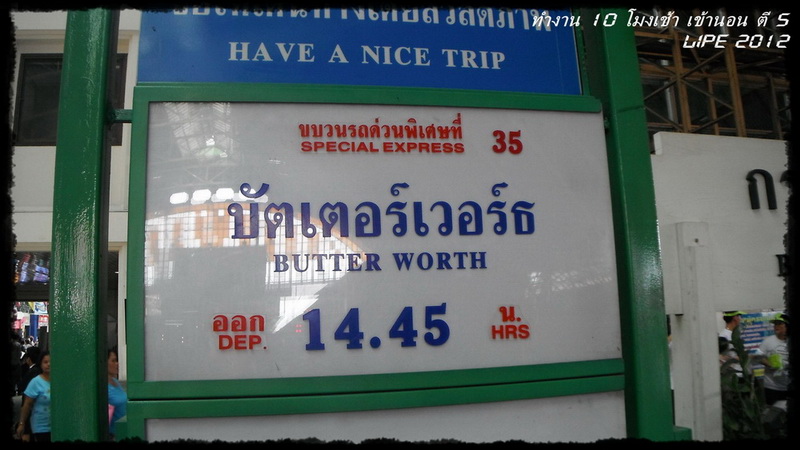 ทำงาน 10 โมงเช้า เข้านอน ตี 5
LIPE 2012
HAVE A NICE TRIP
ขบวนรถด่วนพิเศษที่ 35
SPECIAL EXPRESS
บัตเตอร์เวอร์ธ
BUTTER WORTH
ออก 14.45 น.
DEP. HRS